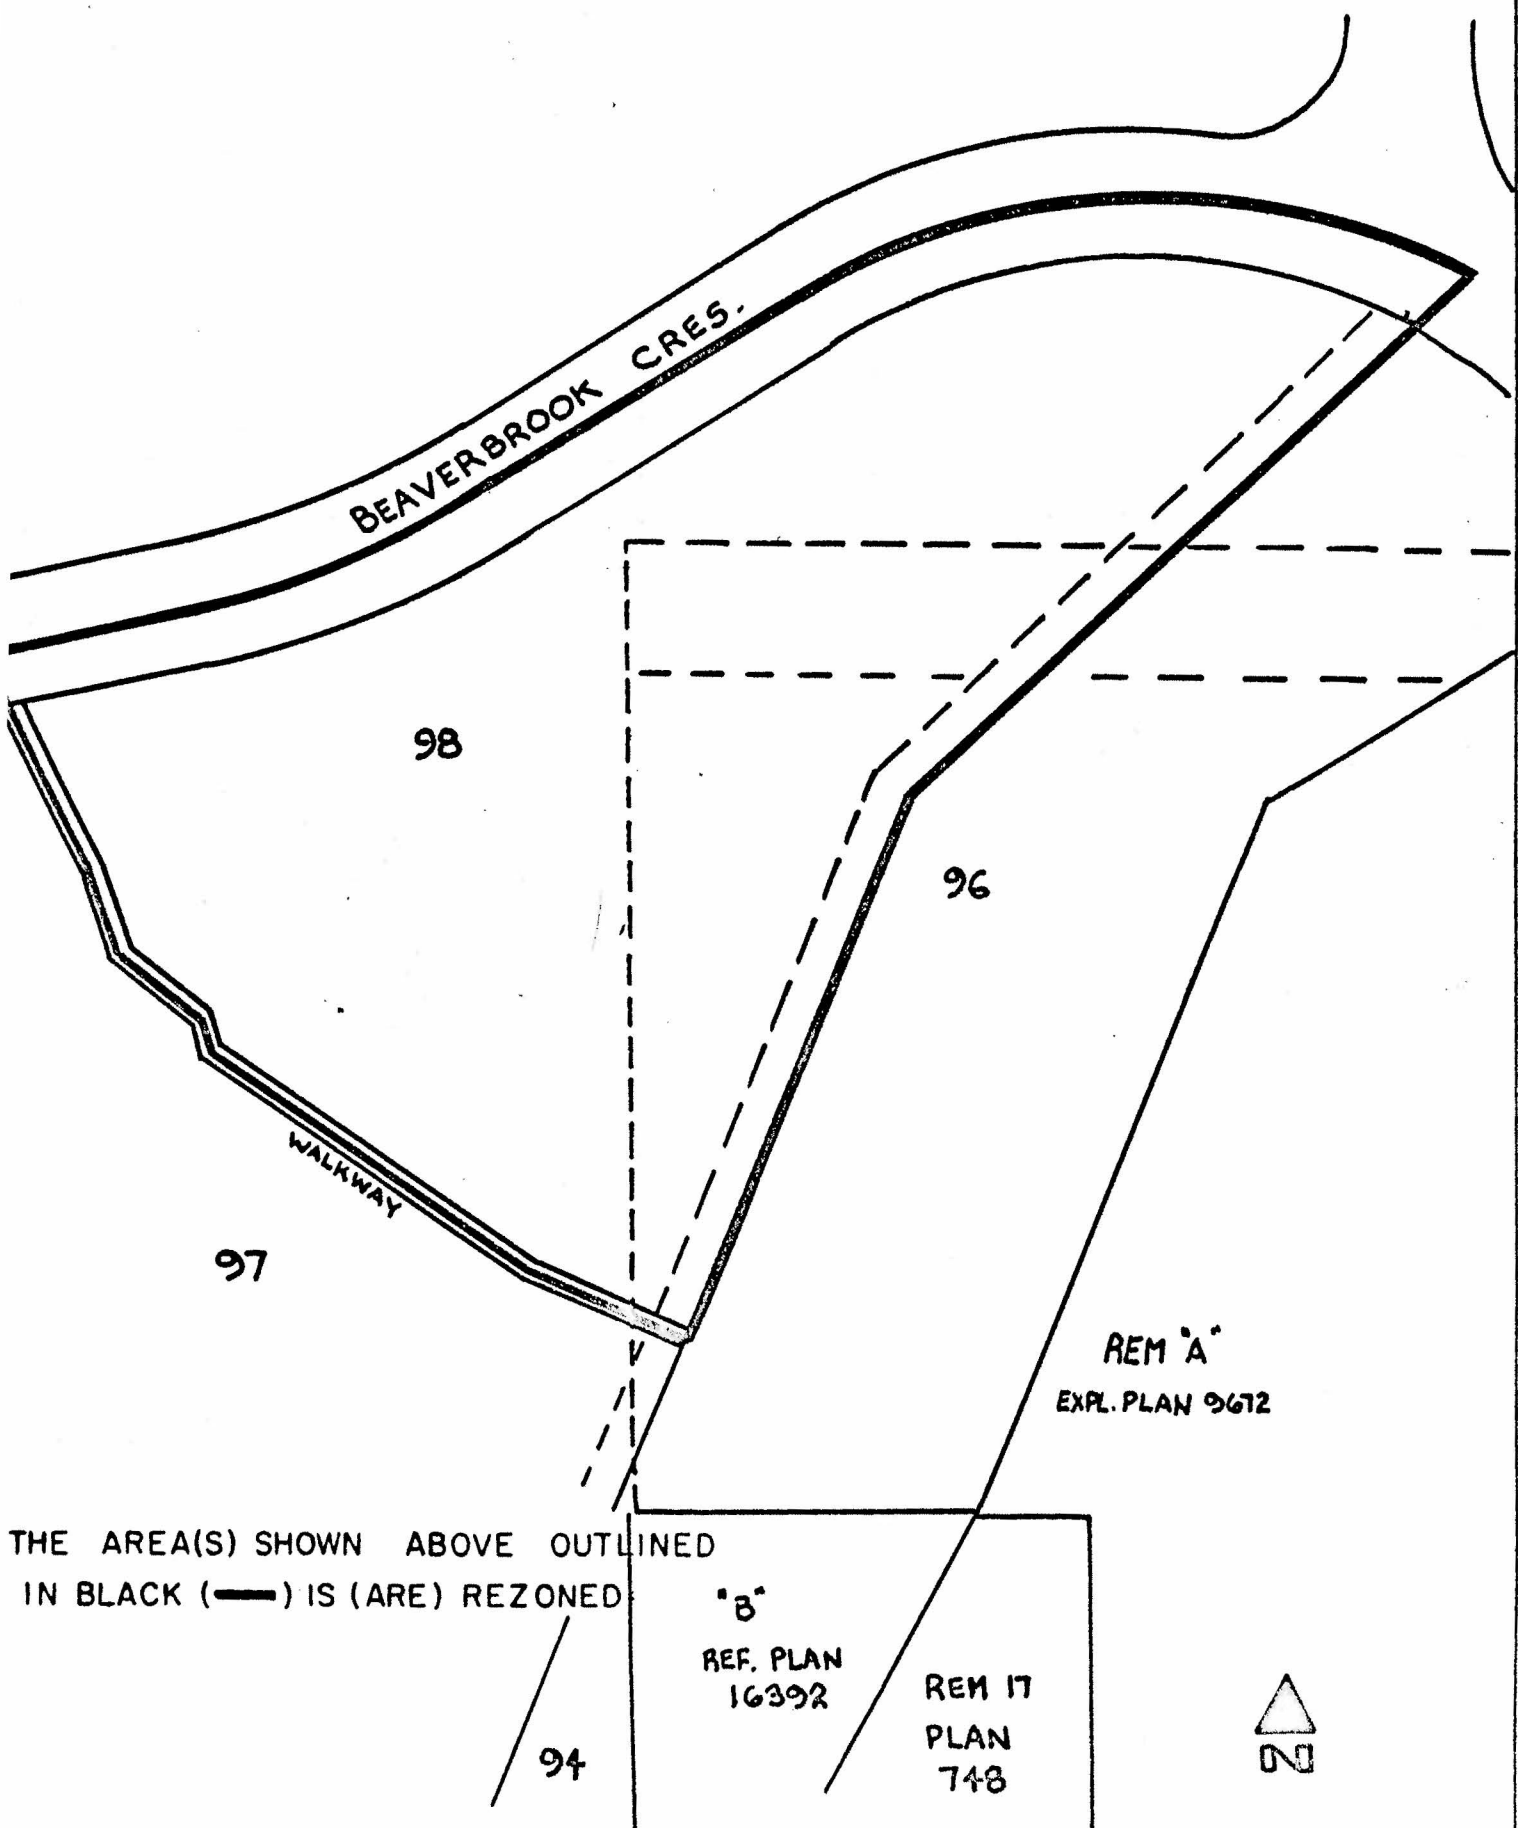 BEAVERBROOK CRES.
98
96
WALKWAY
97
REM "A"
EXPL. PLAN 9672
THE AREA(S) SHOWN ABOVE OUTLINED
IN BLACK (━) IS (ARE) REZONED
"B"
REF. PLAN
16392
REM 17
PLAN
748
94
N